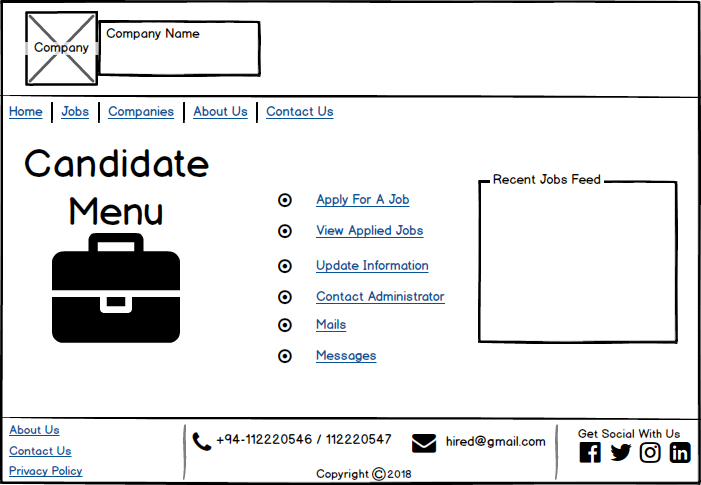 Company
Company Name
Home Jobs Companies About Us Contact Us
Candidate
Menu
Apply For A Job
View Applied Jobs
Update Information
Contact Administrator
Mails
Messages
Recent Jobs Feed
About Us
Contact Us
Privacy Policy
+94-112220546 / 112220547
hired@gmail.com
Copyright ©2018
Get Social With Us